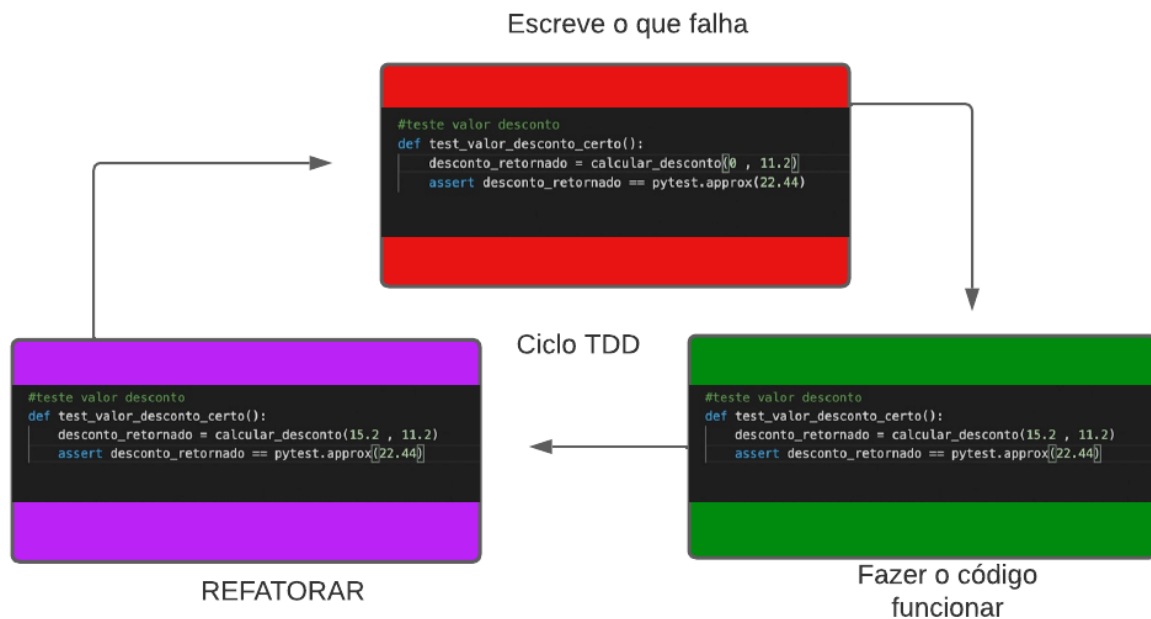 Escreve o que falha
#teste valor desconto
def test_valor_desconto_certo():
desconto_retornado = calcular_desconto(0 , 11.2)
assert desconto_retornado == pytest.approx(22.44)
Ciclo TDD
#teste valor desconto
def test_valor_desconto_certo():
desconto_retornado = calcular_desconto(15.2 , 11.2)
assert desconto_retornado == pytest.approx(22.44)
Fazer o código
funcionar
#teste valor desconto
def test_valor_desconto_certo():
desconto_retornado = calcular_desconto(15.2 , 11.2)
assert desconto_retornado == pytest.approx(22.44)
REFATORAR